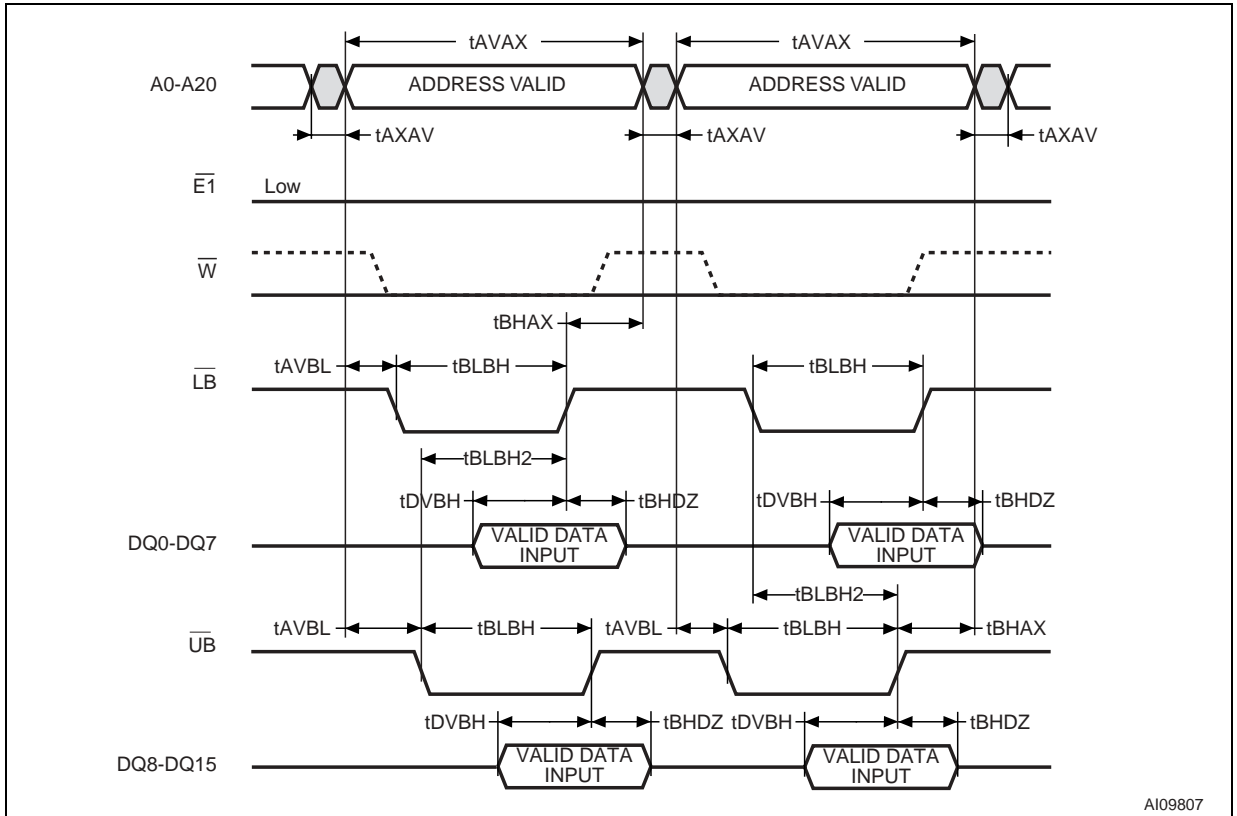 tAVAX tAVAX
A0-A20 ADDRESS VALID ADDRESS VALID
tAXAV tAXAV tAXAV
E1 Low
W
tBHAX
tAVBL tBLBH tBLBH
LB
tBLBH2
tDVBH tBHDZ tDVBH tBHDZ
DQ0-DQ7 VALID DATA INPUT VALID DATA INPUT
tBLBH2
tAVBL tBLBH tAVBL tBLBH tBHAX
UB
tDVBH tBHDZ tDVBH tBHDZ
DQ8-DQ15 VALID DATA INPUT VALID DATA INPUT
AI09807